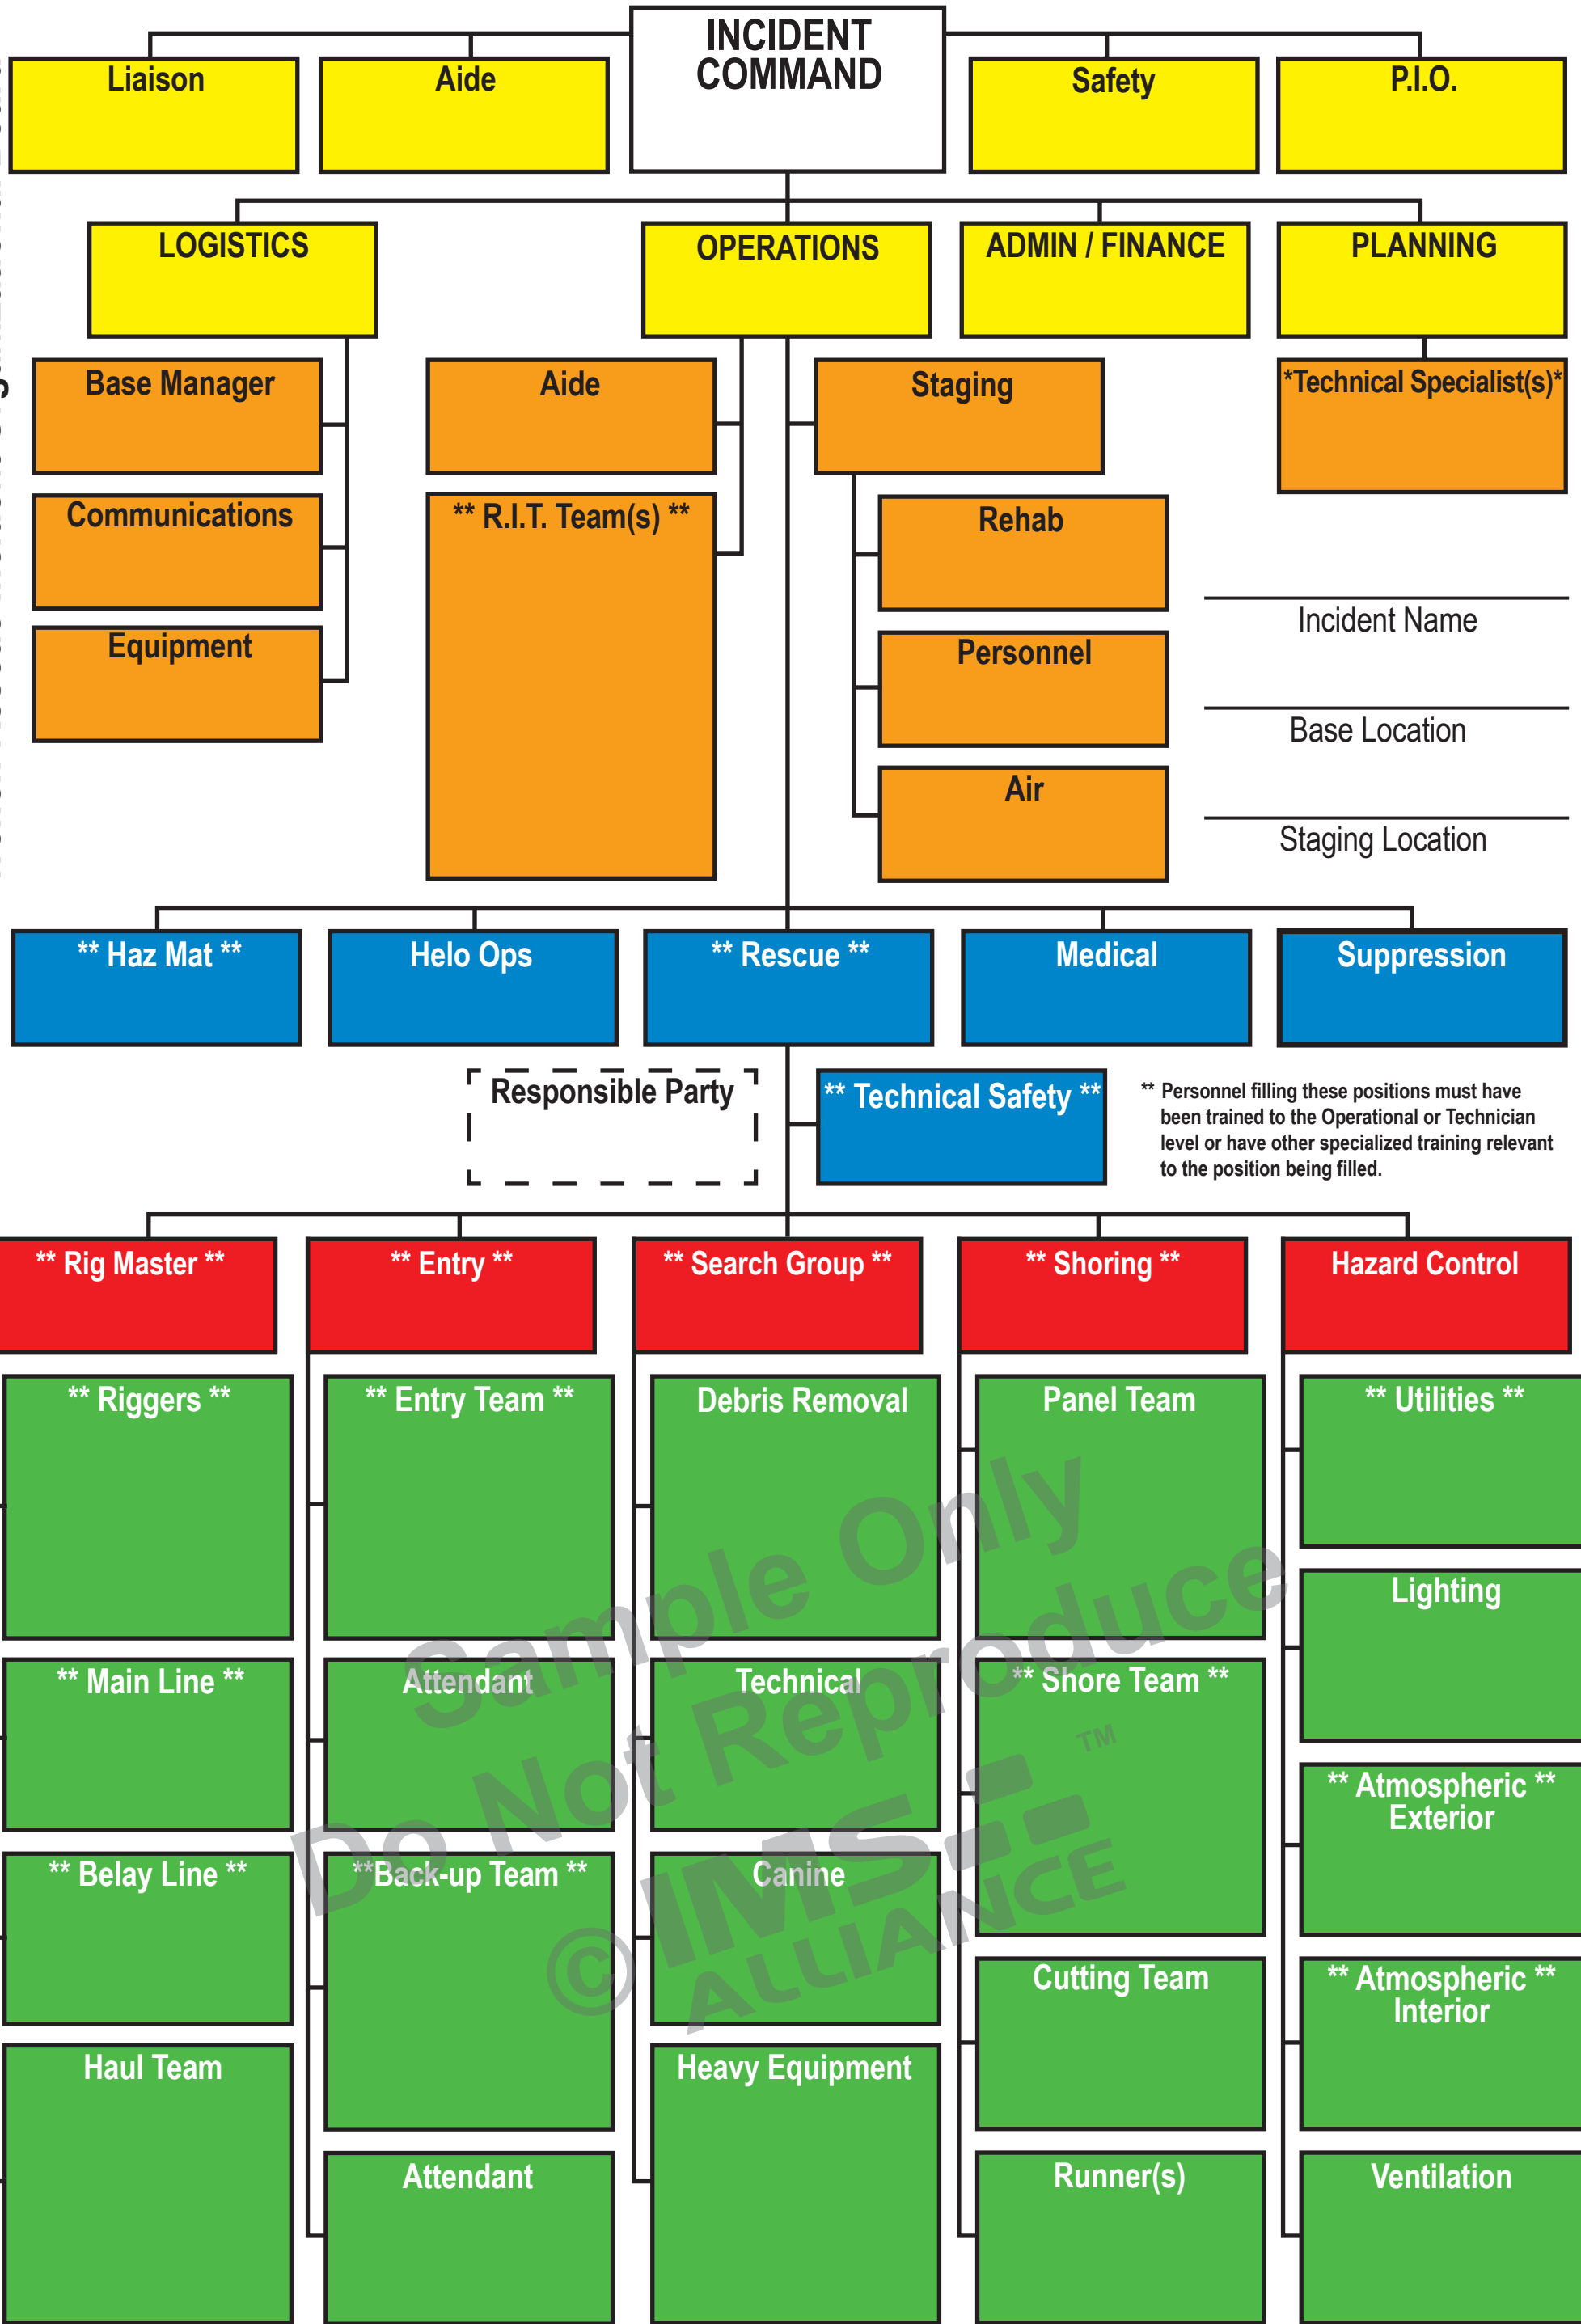 INCIDENT
COMMAND
Liaison
Aide
Safety
P.I.O.
LOGISTICS
OPERATIONS
ADMIN / FINANCE
PLANNING
Base Manager
Aide
Staging
*Technical Specialist(s)*
Communications
** R.I.T. Team(s) **
Rehab
Equipment
Personnel
Air
Incident Name
Base Location
Staging Location
** Haz Mat **
Helo Ops
** Rescue **
Medical
Suppression
Responsible Party
** Technical Safety **
** Personnel filling these positions must have
been trained to the Operational or Technician
level or have other specialized training relevant
to the position being filled.
** Rig Master **
** Entry **
** Search Group **
** Shoring **
Hazard Control
** Riggers **
** Entry Team **
Debris Removal
Panel Team
** Utilities **
Lighting
** Main Line **
Attendant
Technical
** Shore Team **
** Atmospheric **
Exterior
** Belay Line **
**Back-up Team **
Canine
Cutting Team
** Atmospheric **
Interior
Haul Team
Attendant
Heavy Equipment
Runner(s)
Ventilation
Sample Only
Do Not Reproduce
© IMS™
ALLIANCE